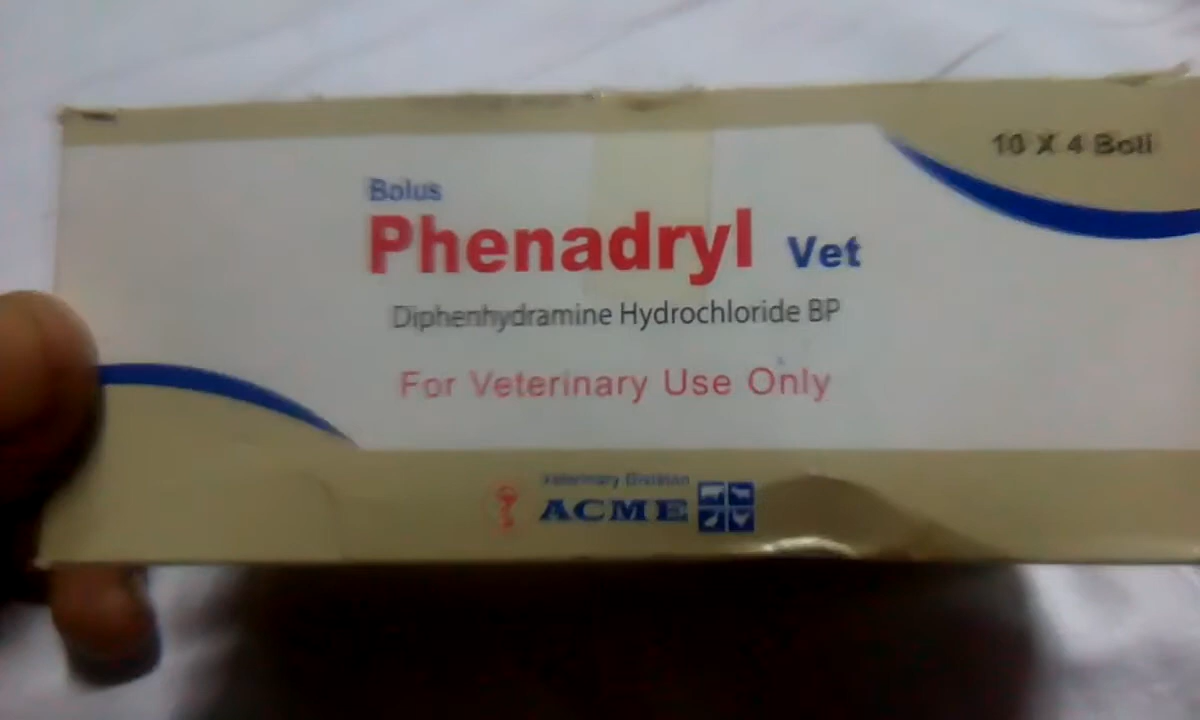 10 X 4 Boli
Bolus
Phenadryl Vet
Diphenhydramine Hydrochloride BP
For Veterinary Use Only
Veterinary Division
ACME